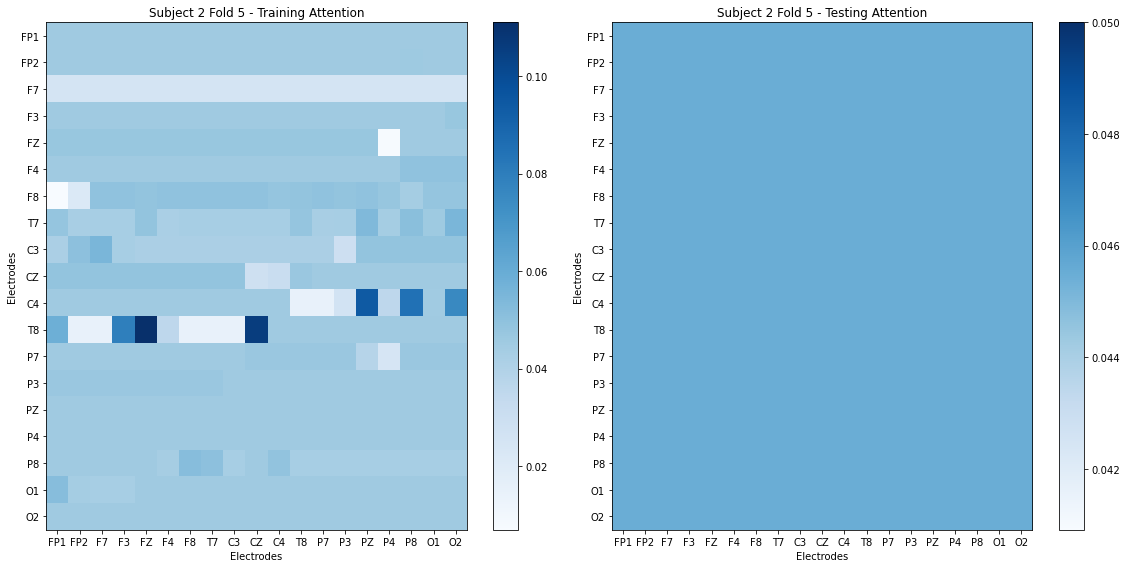 Subject 2 Fold 5 - Training Attention
FP1
FP2
F7
F3
FZ
F4
F8
T7
C3
CZ
C4
T8
P7
P3
PZ
P4
P8
O1
O2
Electrodes
FP1 FP2 F7 F3 FZ F4 F8 T7 C3 CZ C4 T8 P7 P3 PZ P4 P8 O1 O2
Electrodes
0.10
0.08
0.06
0.04
0.02
Subject 2 Fold 5 - Testing Attention
FP1
FP2
F7
F3
FZ
F4
F8
T7
C3
CZ
C4
T8
P7
P3
PZ
P4
P8
O1
O2
Electrodes
FP1 FP2 F7 F3 FZ F4 F8 T7 C3 CZ C4 T8 P7 P3 PZ P4 P8 O1 O2
Electrodes
0.050
0.048
0.046
0.044
0.042